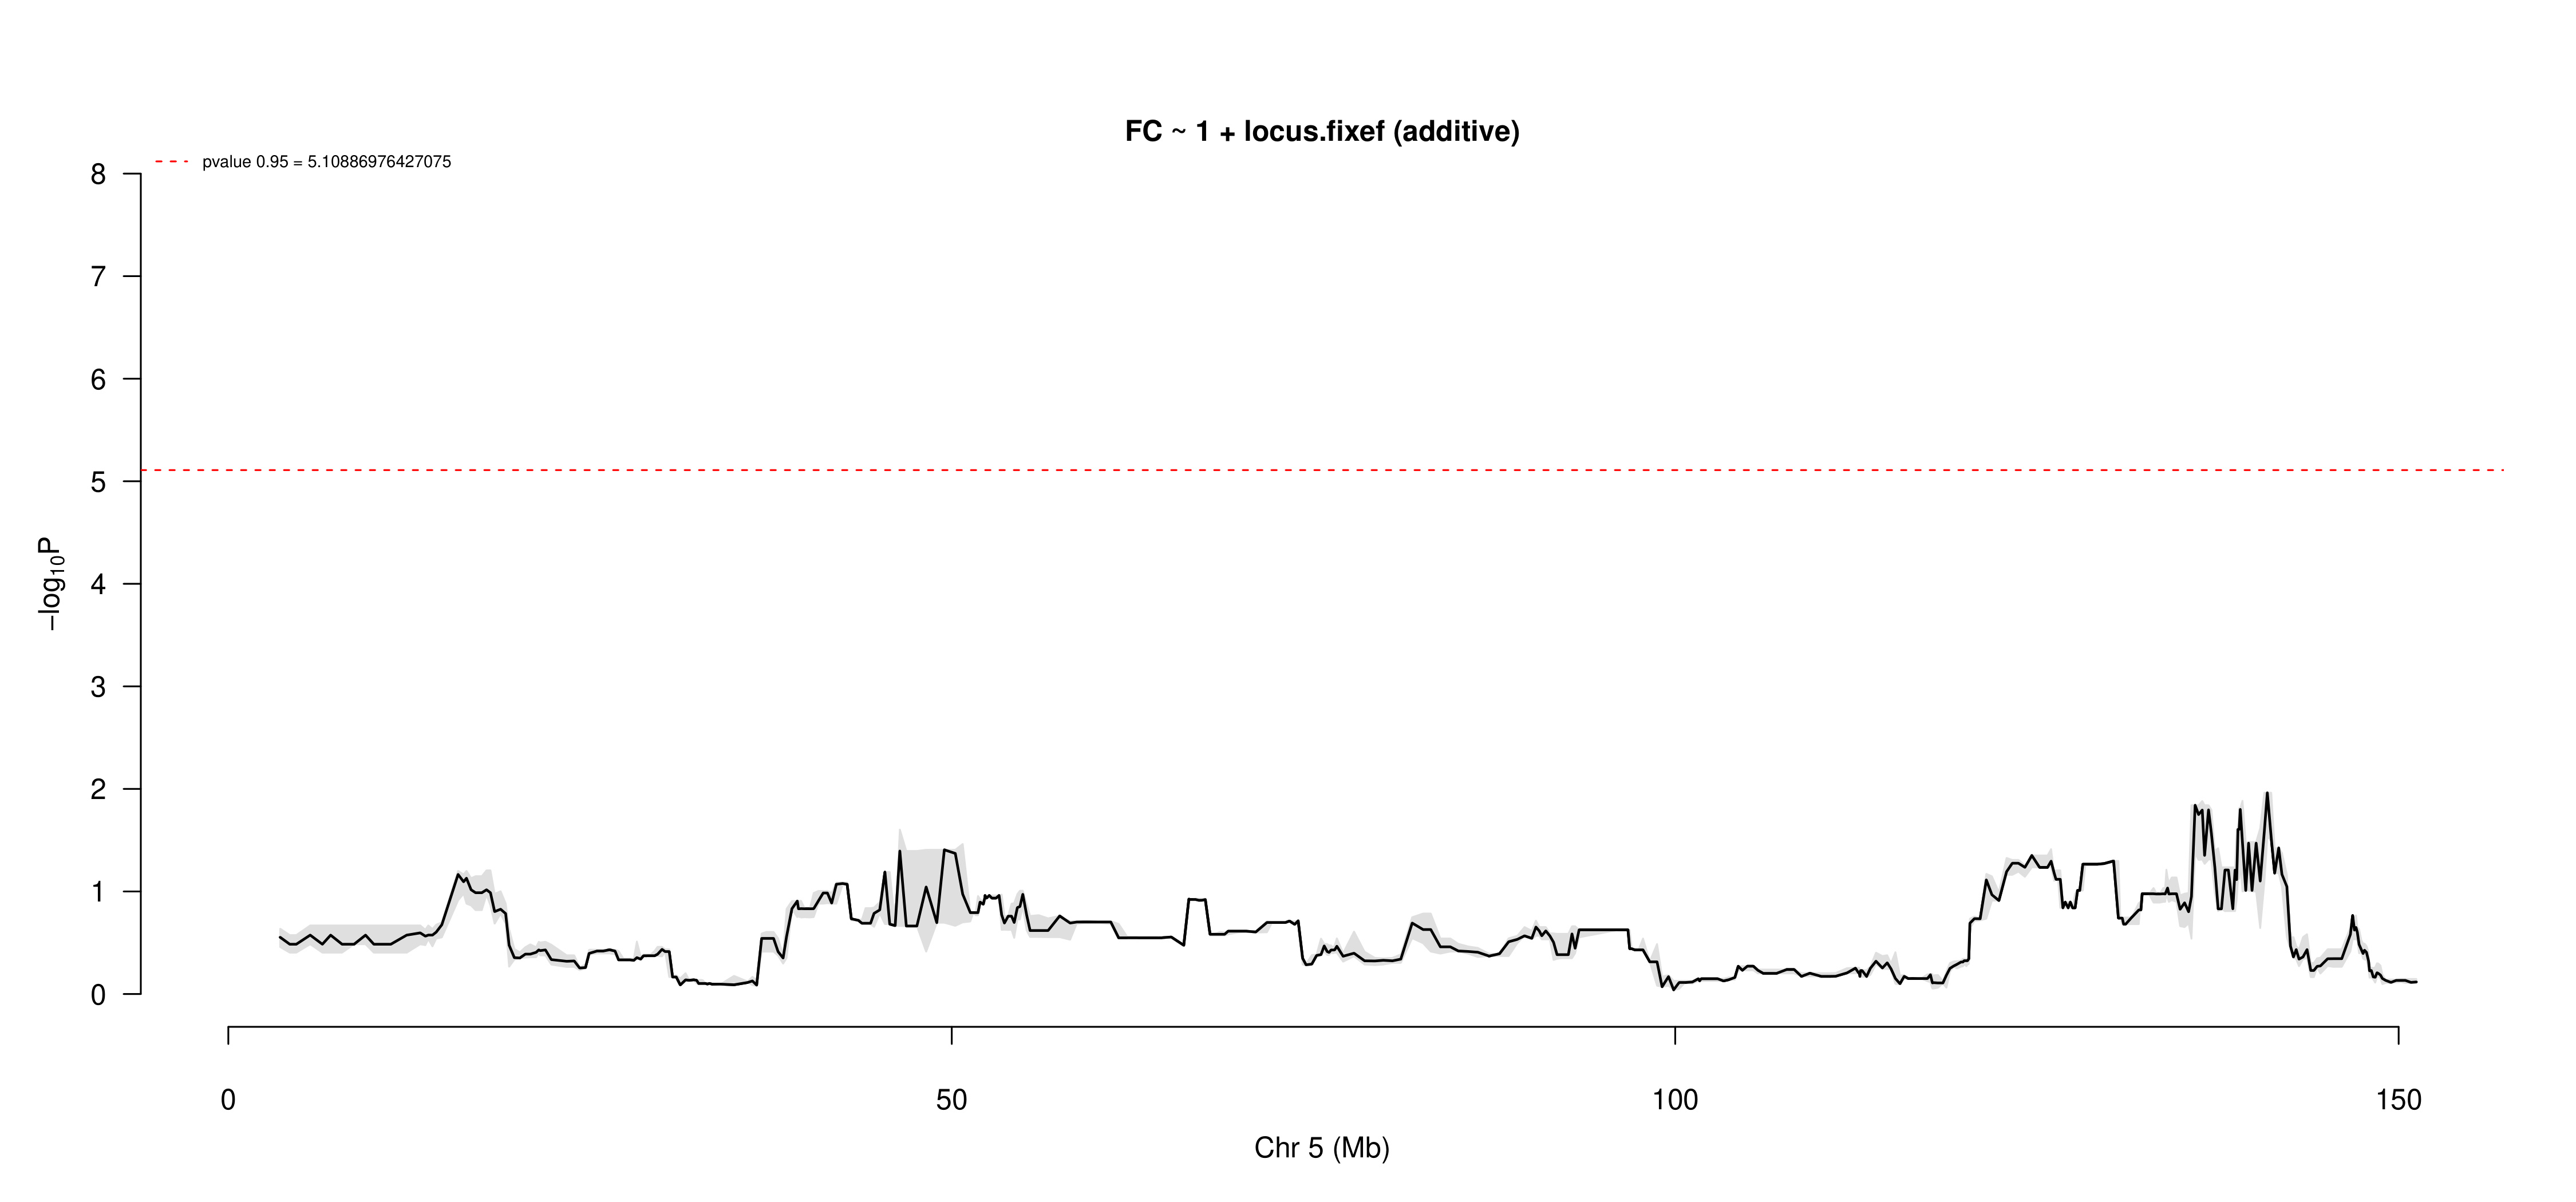 FC ~ 1 + locus.fixef (additive)
pvalue 0.95 = 5.10886976427075
8
7
6
5
4
3
2
1
0
−log10P
0 50 100 150
Chr 5 (Mb)